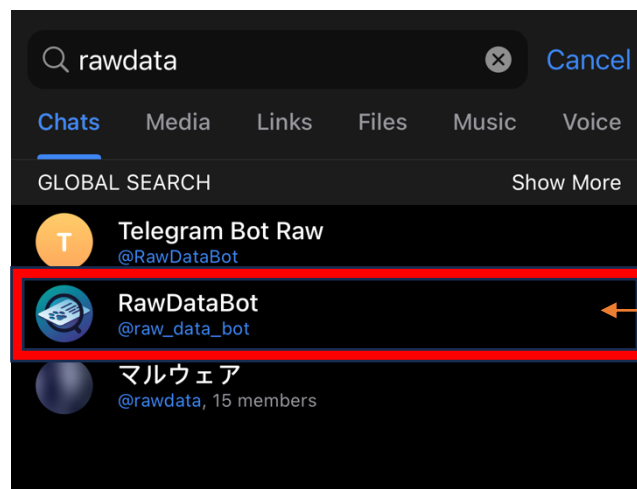 rawdata
Cancel
Chats Media Links Files Music Voice
GLOBAL SEARCH Show More
T
Telegram Bot Raw
@RawDataBot
RawDataBot
@raw_data_bot
マルウェア
@rawdata, 15 members